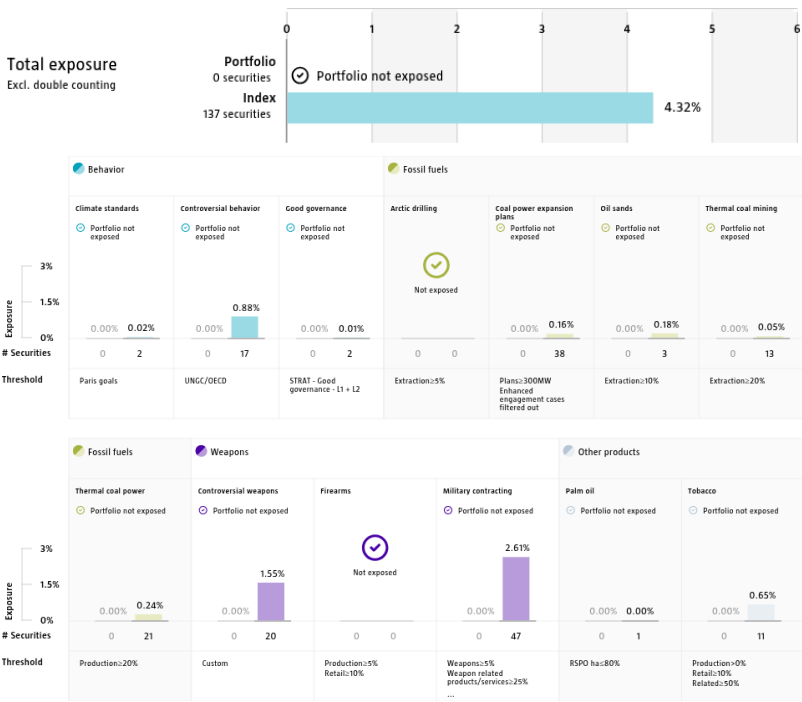 0 1 2 3 4 5 6
Total exposure
Excl. double counting
Portfolio
0 securities
Portfolio not exposed
Index
137 securities
4.32%
Behavior
Fossil fuels
Climate standards
Portfolio not
exposed
Controversial behavior
Portfolio not
exposed
Good governance
Portfolio not
exposed
Arctic drilling
Not exposed
Coal power expansion
plans
Portfolio not
exposed
Oil sands
Portfolio not
exposed
Thermal coal mining
Portfolio not
exposed
Exposure
3%
1.5%
0%
0.00% 0.02%
0.00% 0.88%
0.00% 0.01%
0.00% 0.16%
0.00% 0.18%
0.00% 0.05%
# Securities 0 2 0 17 0 2 0 0 0 38 0 3 0 13
Threshold
Paris goals
UNGC/OECD
STRAT - Good
governance - L1 + L2
Extraction≥5%
Plans≥300MW
Enhanced
engagement cases
filtered out
Extraction≥10%
Extraction≥20%
Fossil fuels
Weapons
Other products
Thermal coal power
Portfolio not exposed
Controversial weapons
Portfolio not exposed
Firearms
Not exposed
Military contracting
Portfolio not exposed
Palm oil
Portfolio not exposed
Tobacco
Portfolio not exposed
Exposure
3%
1.5%
0%
0.00% 0.24%
0.00% 1.55%
0.00% 2.61%
0.00% 0.00%
0.00% 0.65%
# Securities 0 21 0 20 0 0 0 47 0 1 0 11
Threshold
Production≥20%
Custom
Production≥5%
Retail≥10%
Weapons≥5%
Weapon related
products/services≥25%
...
RSPO ha≤80%
Production>0%
Retail≥10%
Related≥50%